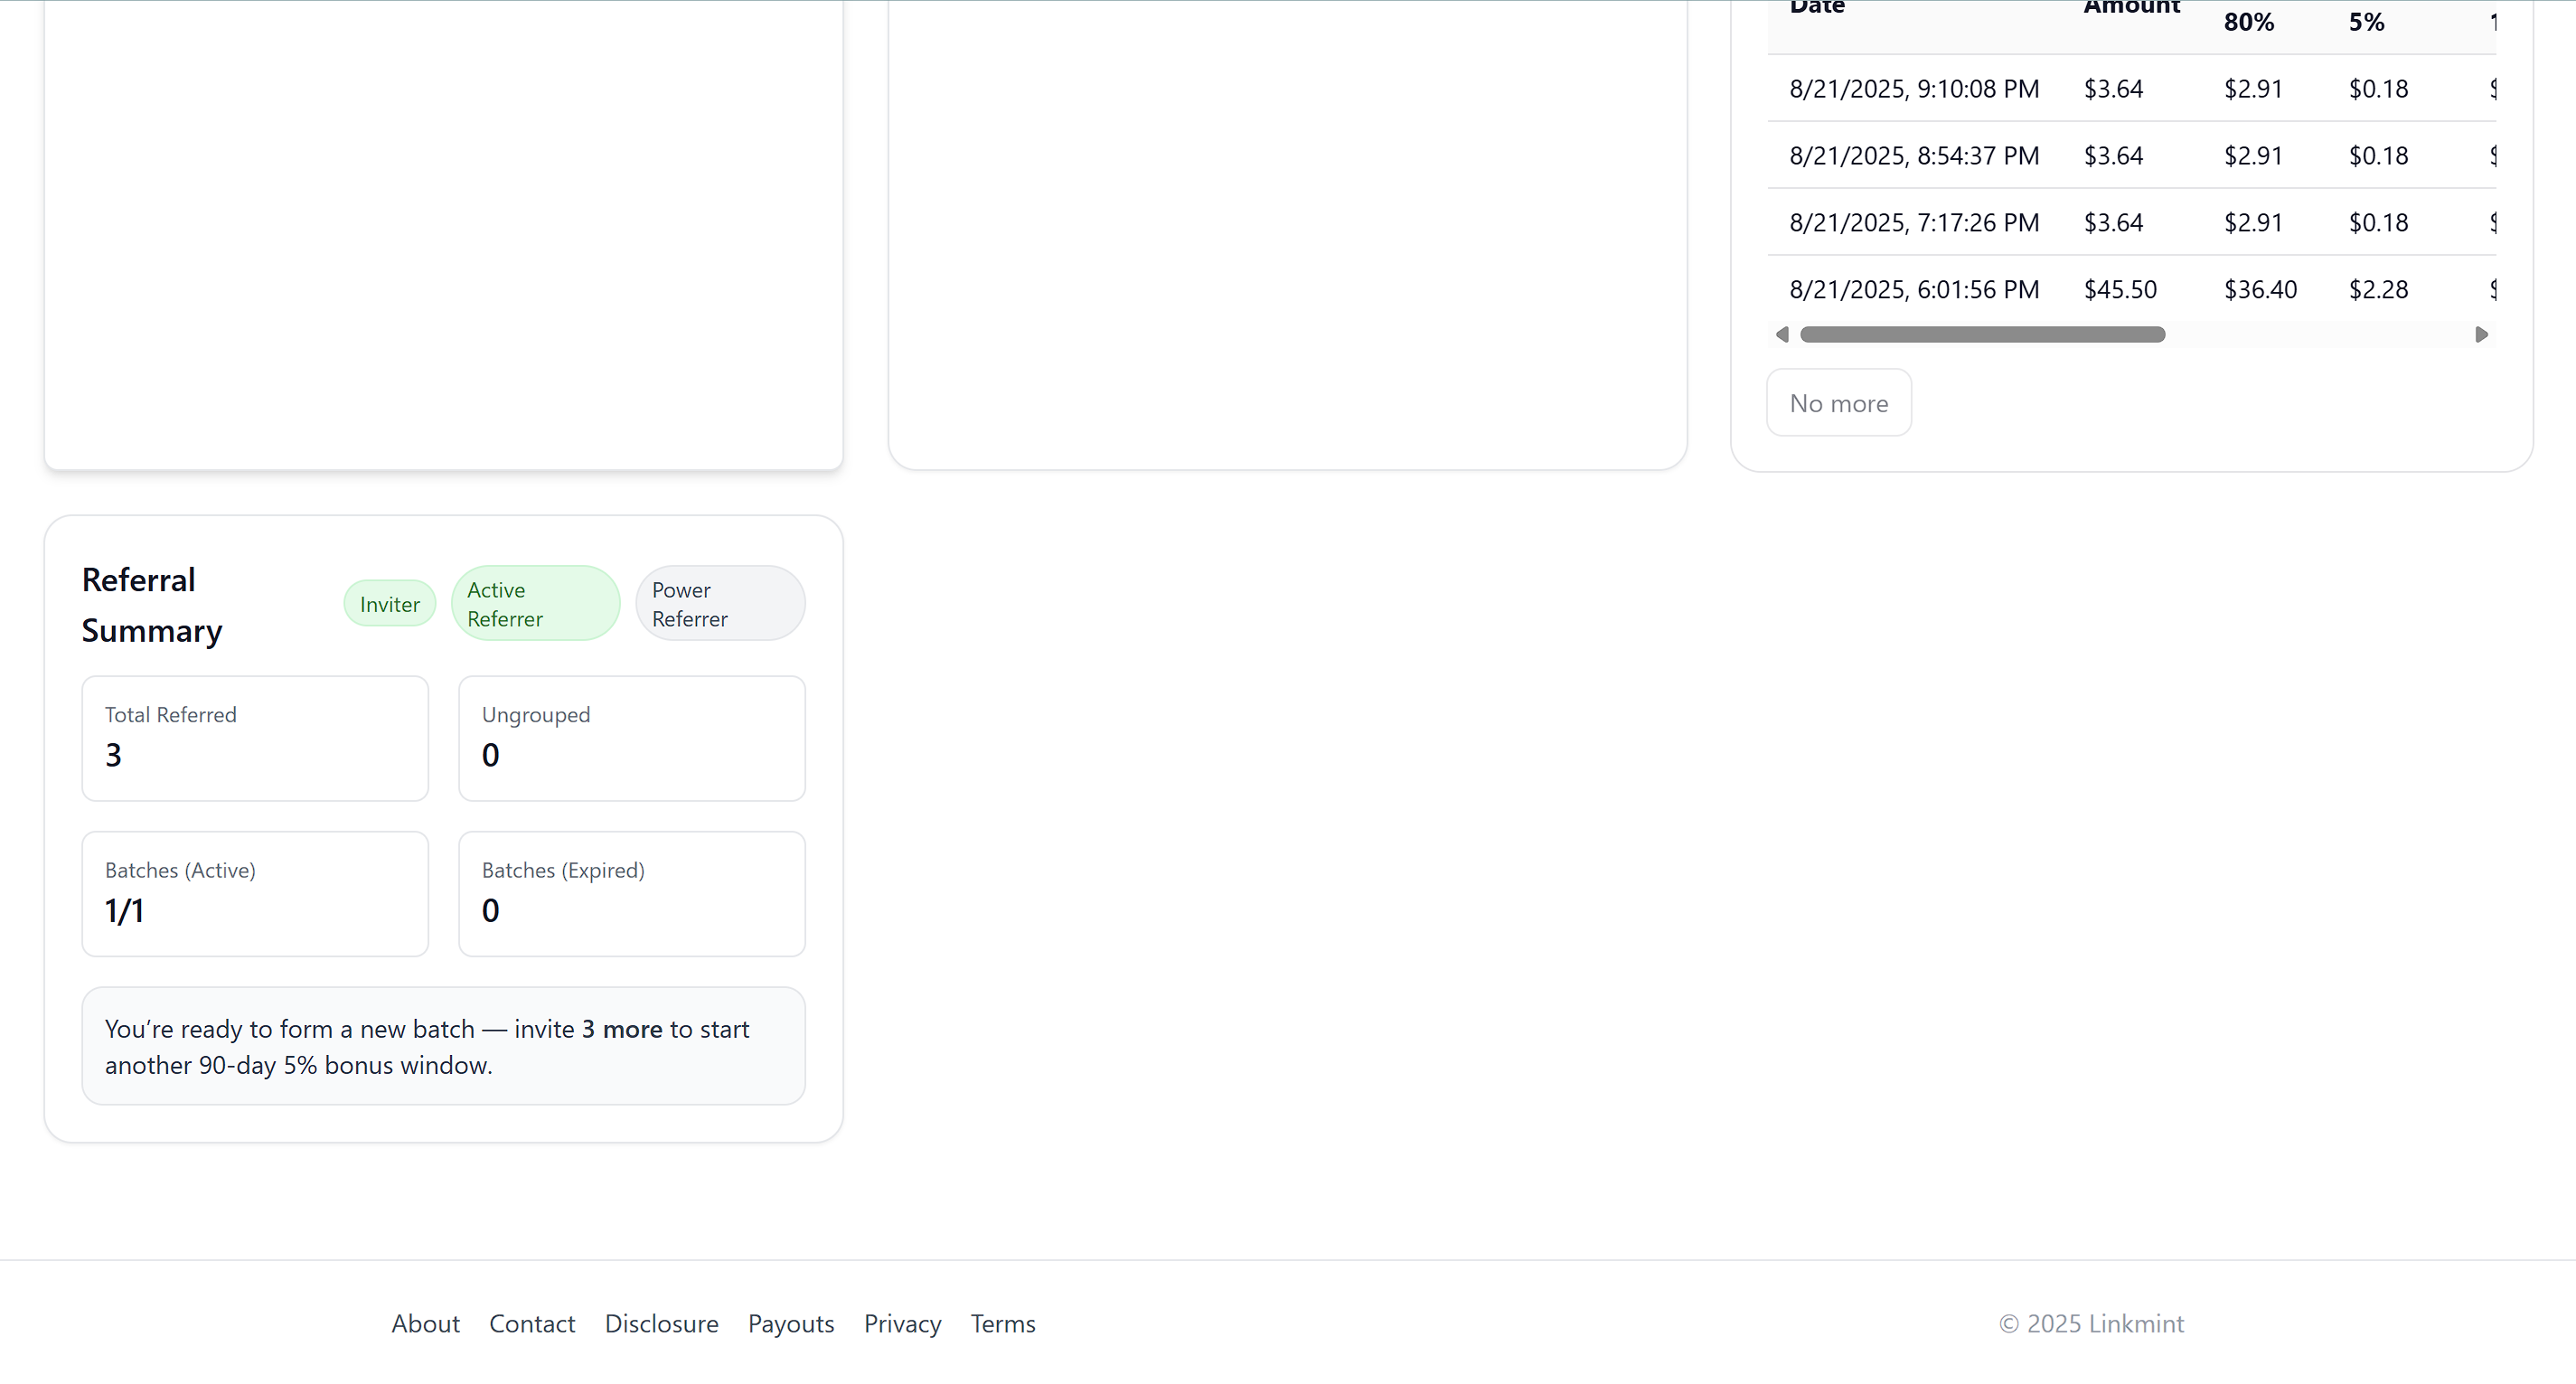 Date Amount
80% 5%
8/21/2025, 9:10:08 PM $3.64 $2.91 $0.18 $
8/21/2025, 8:54:37 PM $3.64 $2.91 $0.18 $
8/21/2025, 7:17:26 PM $3.64 $2.91 $0.18 $
8/21/2025, 6:01:56 PM $45.50 $36.40 $2.28 $
No more
Referral
Summary
Inviter
Active
Referrer
Power
Referrer
Total Referred
3
Ungrouped
0
Batches (Active)
1/1
Batches (Expired)
0
You’re ready to form a new batch — invite 3 more to start
another 90-day 5% bonus window.
About Contact Disclosure Payouts Privacy Terms
© 2025 Linkmint